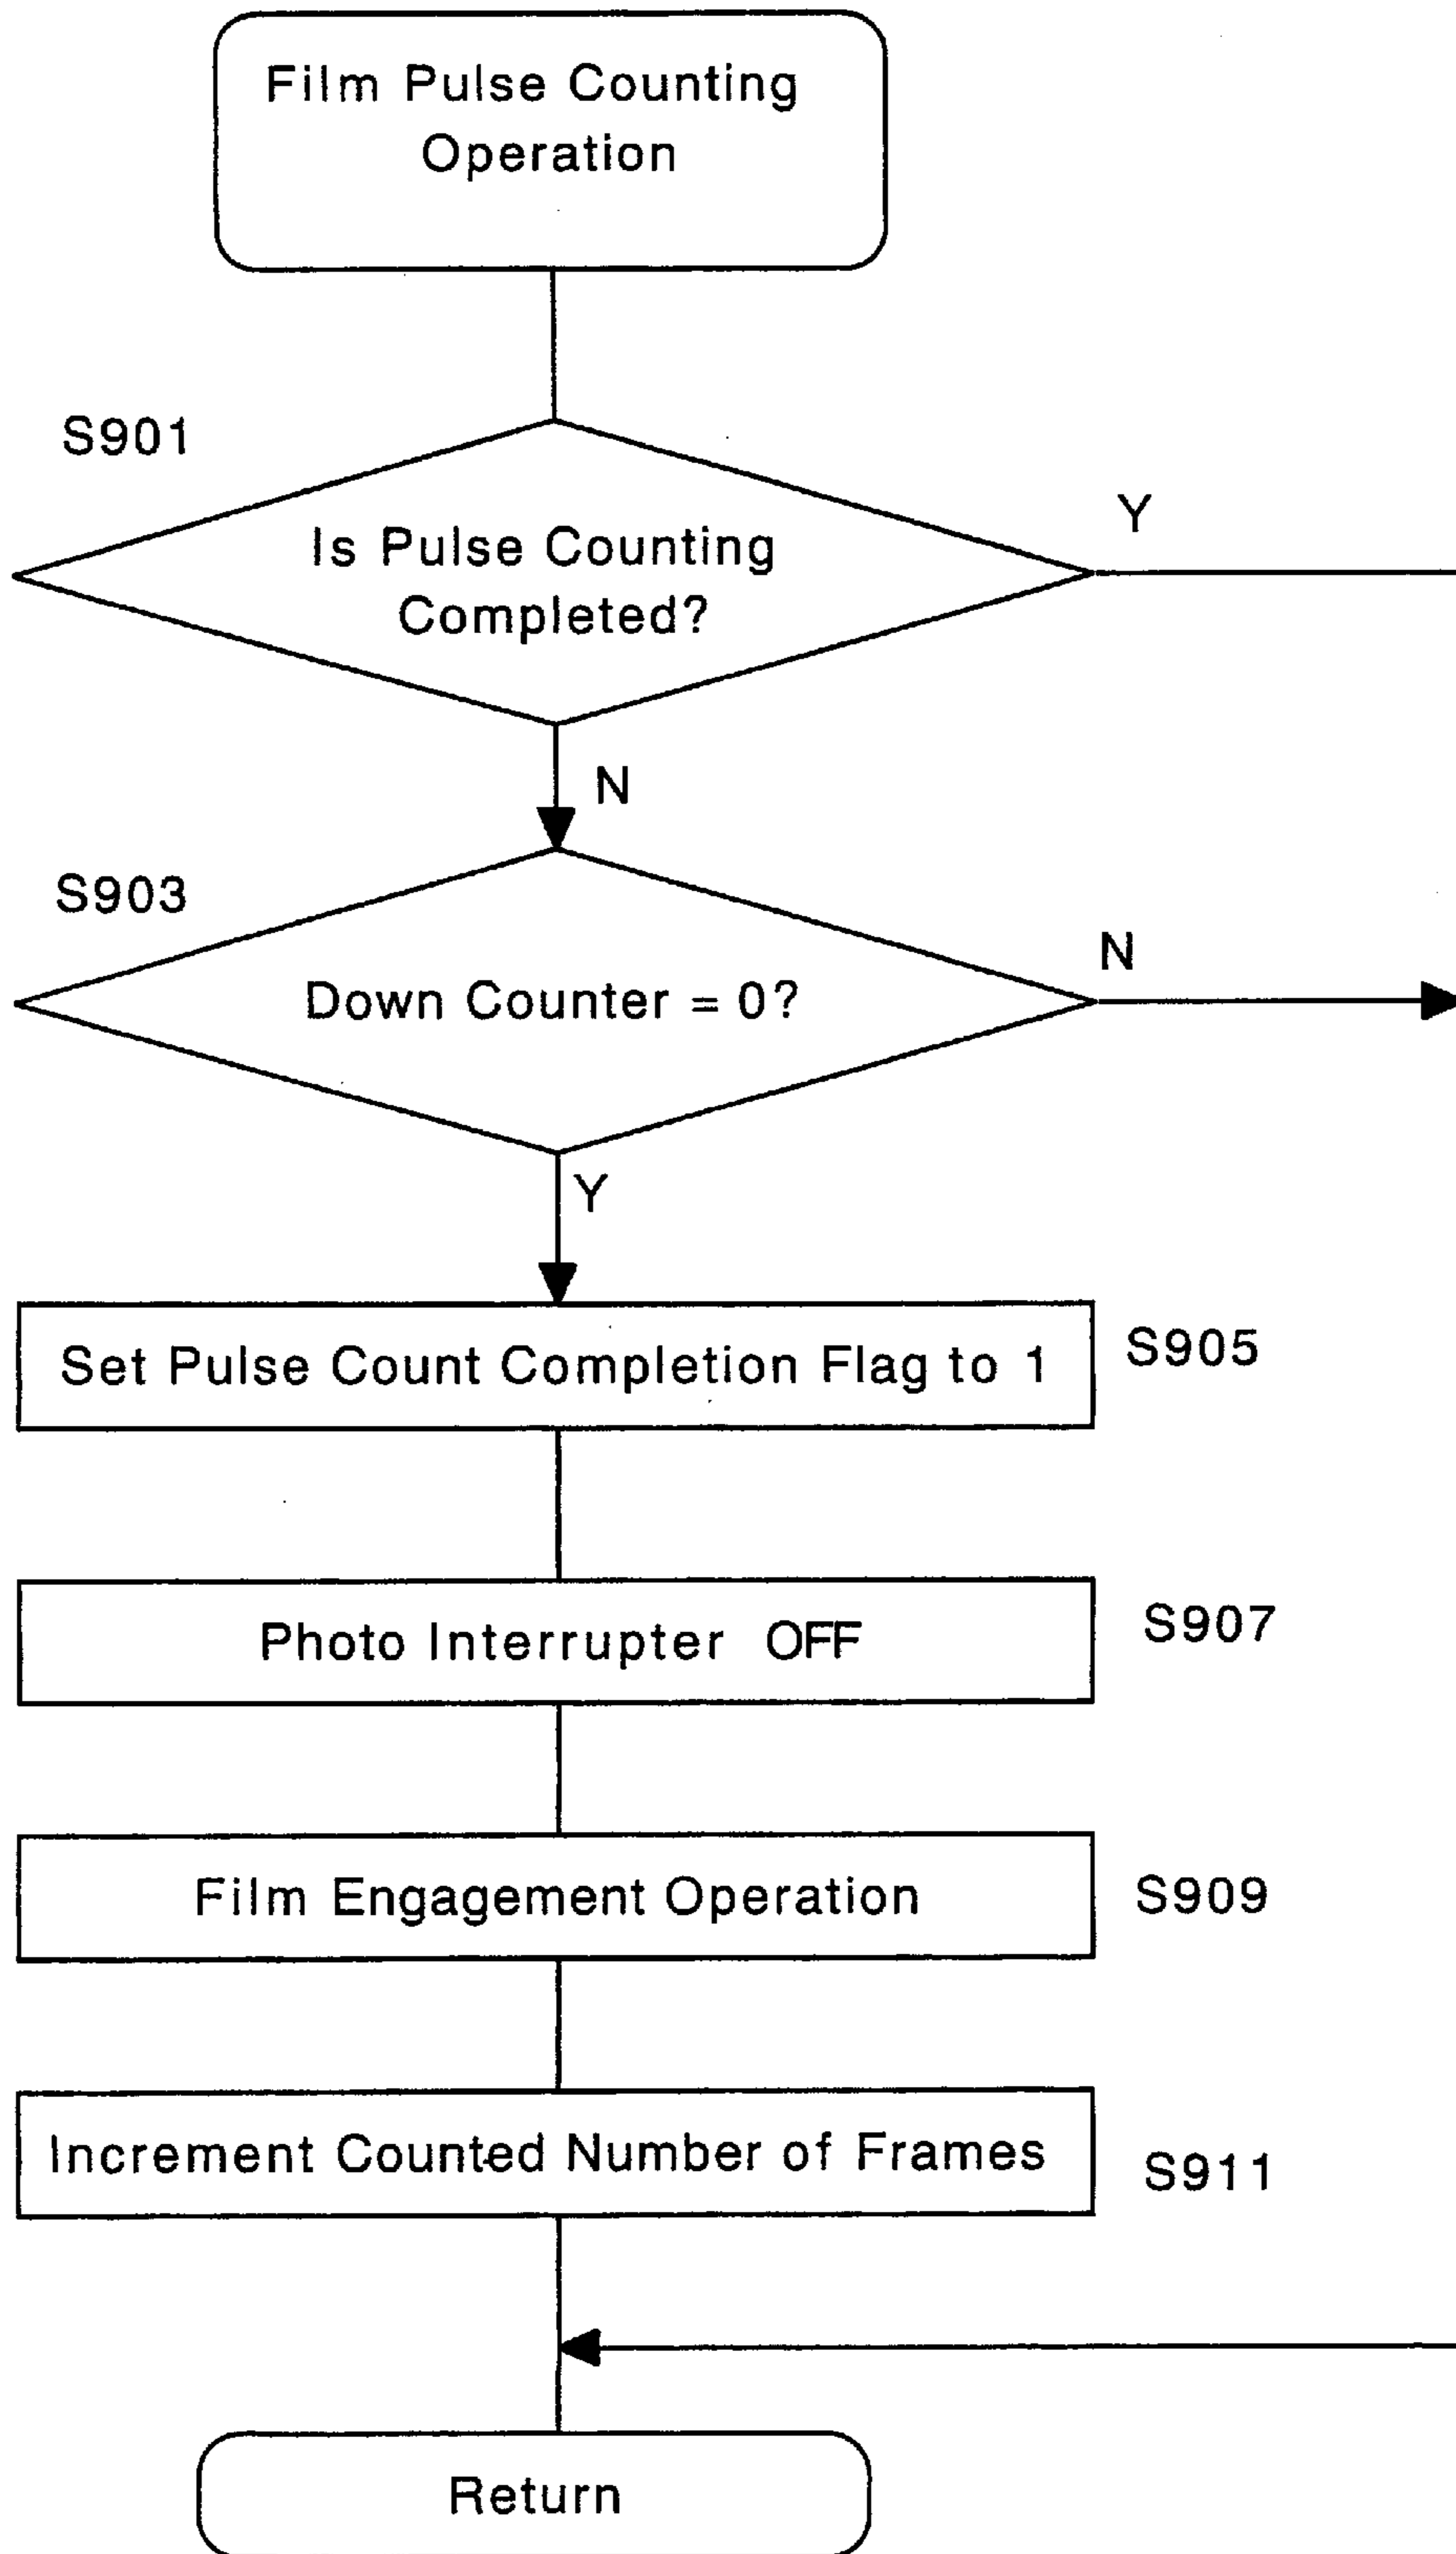 Film Pulse Counting
Operation
S901
Is Pulse Counting
Completed?
Y
N
S903
Down Counter = 0?
N
Y
Set Pulse Count Completion Flag to 1
S905
Photo Interrupter OFF
S907
Film Engagement Operation
S909
Increment Counted Number of Frames
S911
Return